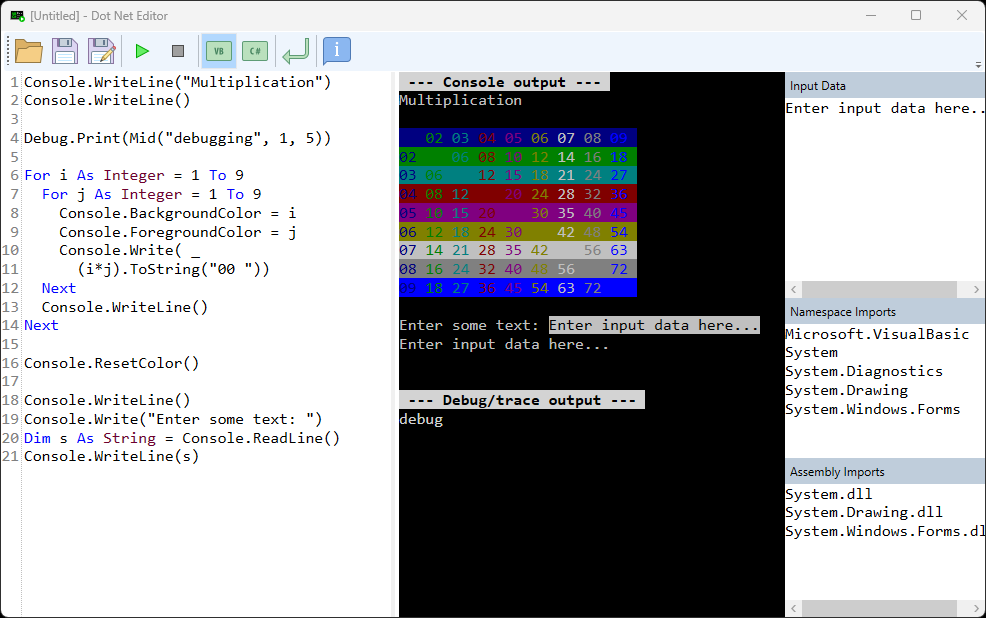 [Untitled] - Dot Net Editor
VB C#
1 Console.WriteLine("Multiplication")
2 Console.WriteLine()
3
4 Debug.Print(Mid("debugging", 1, 5))
5
6 For i As Integer = 1 To 9
7 For j As Integer = 1 To 9
8 Console.BackgroundColor = i
9 Console.ForegroundColor = j
10 Console.Write( _
11 (i*j).ToString("00 "))
12 Next
13 Console.WriteLine()
14 Next
15
16 Console.ResetColor()
17
18 Console.WriteLine()
19 Console.Write("Enter some text: ")
20 Dim s As String = Console.ReadLine()
21 Console.WriteLine(s)
--- Console output ---
Multiplication
02 03 04 05 06 07 08 09
02 06 08 10 12 14 16 18
03 06 12 15 18 21 24 27
04 08 12 20 24 28 32 36
05 10 15 20 30 35 40 45
06 12 18 24 30 42 48 54
07 14 21 28 35 42 56 63
08 16 24 32 40 48 56 72
09 18 27 36 45 54 63 72
Enter some text: Enter input data here...
Enter input data here...
--- Debug/trace output ---
debug
Input Data
Enter input data here..
Namespace Imports
Microsoft.VisualBasic
System
System.Diagnostics
System.Drawing
System.Windows.Forms
Assembly Imports
System.dll
System.Drawing.dll
System.Windows.Forms.dl